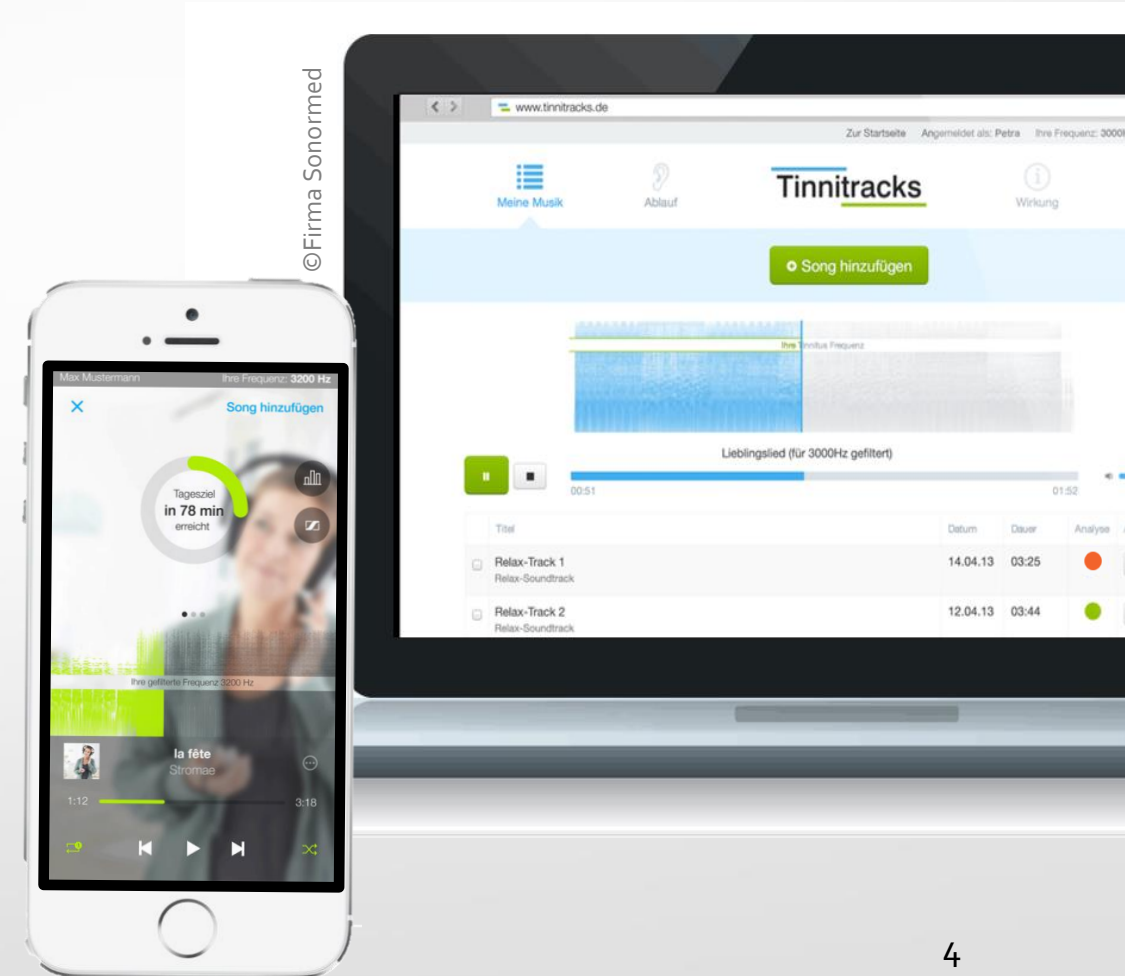 ©Firma Sonormed
www.tinnitracks.de
Zur Startseite Angemeldet als: Petra Ihre Frequenz: 3000H
Meine Musik
Ablauf
Tinnitracks
Wirkung
Song hinzufügen
Ihre Tinnitus Frequenz
Lieblingslied (für 3000Hz gefiltert)
00:51 01:52
Titel Datum Dauer Analyse
Relax-Track 1 14.04.13 03:25
Relax-Soundtrack
Relax-Track 2 12.04.13 03:44
Relax-Soundtrack
Max Mustermann Ihre Frequenz: 3200 Hz
Song hinzufügen
Tagesziel
in 78 min
erreicht
Ihre gefilterte Frequenz 3200 Hz
la fête
Stromae
1:12 3:18
4